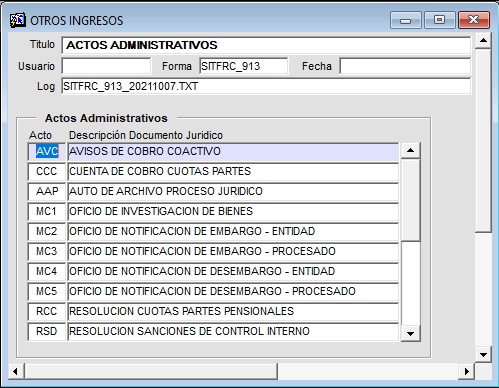 OTROS INGRESOS
Titulo ACTOS ADMINISTRATIVOS
Usuario Forma SITFRC_913 Fecha
Log SITFRC_913_20211007.TXT
Actos Administrativos
Acto Descripción Documento Juridico
AVC AVISOS DE COBRO COACTIVO
CCC CUENTA DE COBRO CUOTAS PARTES
AAP AUTO DE ARCHIVO PROCESO JURIDICO
MC1 OFICIO DE INVESTIGACION DE BIENES
MC2 OFICIO DE NOTIFICACION DE EMBARGO - ENTIDAD
MC3 OFICIO DE NOTIFICACION DE EMBARGO - PROCESADO
MC4 OFICIO DE NOTIFICACION DE DESEMBARGO - ENTIDAD
MC5 OFICIO DE NOTIFICACION DE DESEMBARGO - PROCESADO
RCC RESOLUCION CUOTAS PARTES PENSIONALES
RSD RESOLUCION SANCIONES DE CONTROL INTERNO